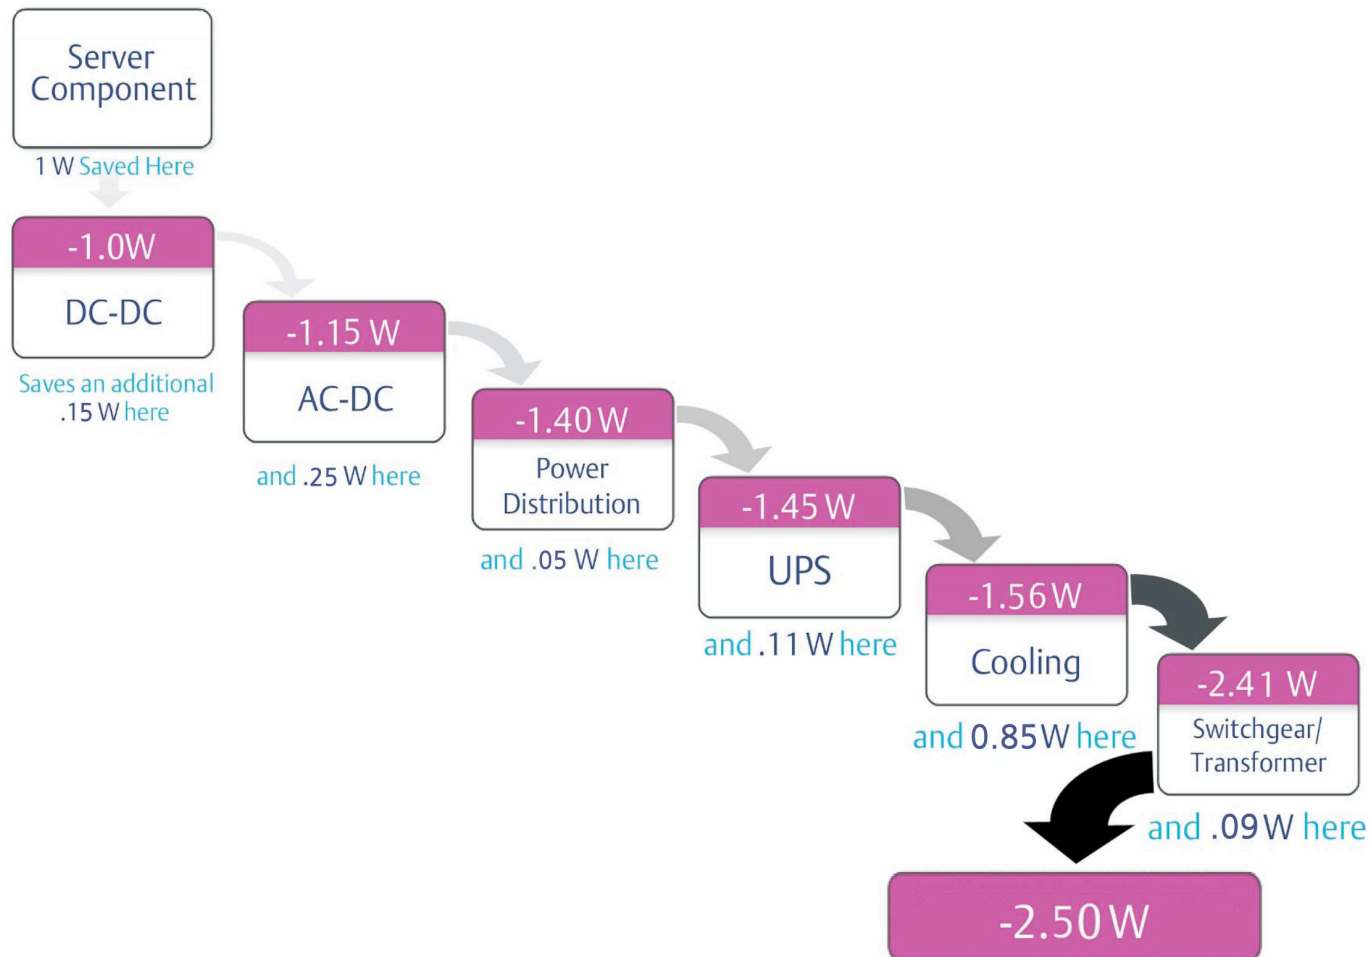 Server
Component
1 W Saved Here
-1.0W
DC-DC
Saves an additional
.15 W here
-1.15 W
AC-DC
and .25 W here
-1.40 W
Power
Distribution
and .05 W here
-1.45 W
UPS
and .11 W here
-1.56 W
Cooling
and 0.85W here
-2.41 W
Switchgear/
Transformer
and .09 W here
-2.50 W